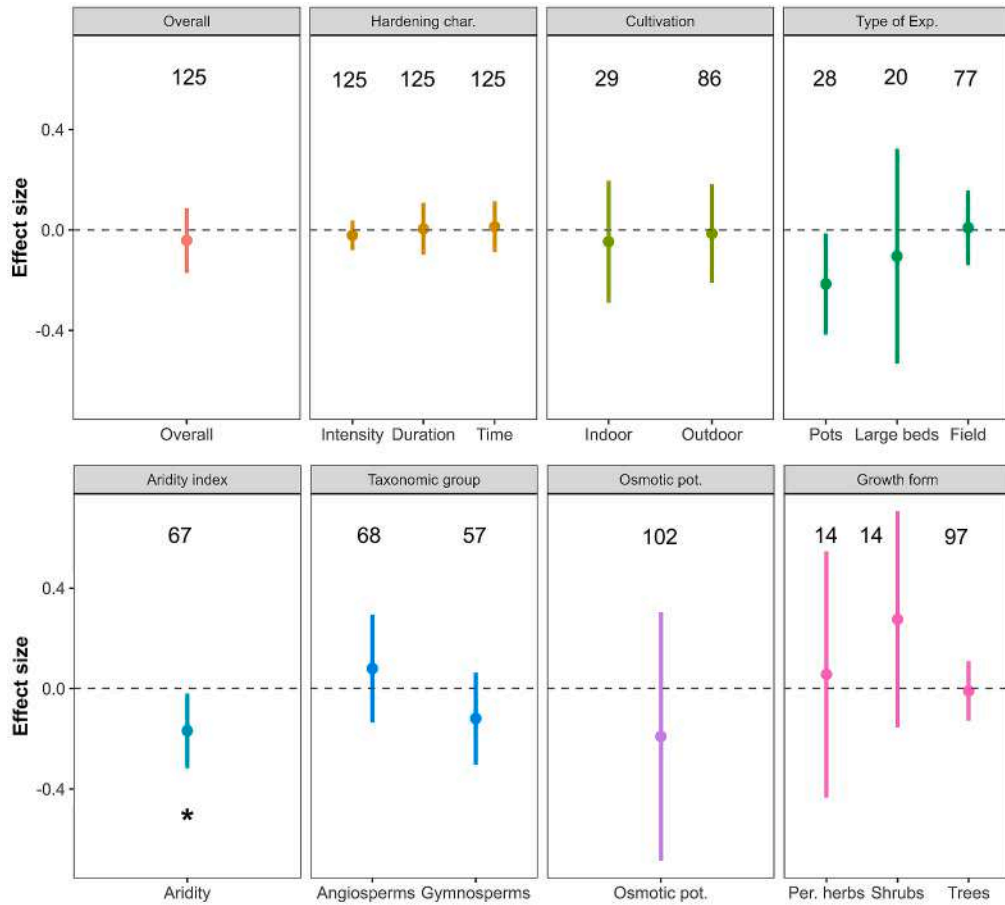 Overall Hardening char. Cultivation Type of Exp.
125 125 125 125 29 86 28 20 77
0.4
0.0
-0.4
Effect size
Overall Intensity Duration Time Indoor Outdoor Pots Large beds Field
Aridity index Taxonomic group Osmotic pot. Growth form
67 68 57 102 14 14 97
0.4
0.0
-0.4
Effect size
*
Aridity Angiosperms Gymnosperms Osmotic pot. Per. herbs Shrubs Trees